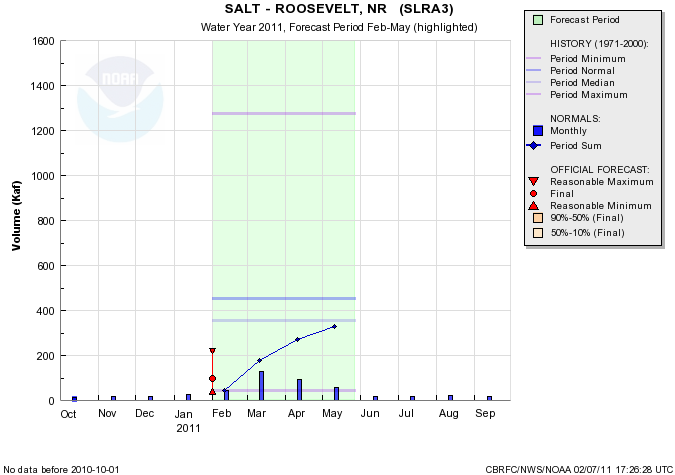 SALT - ROOSEVELT, NR (SLRA3)
Water Year 2011, Forecast Period Feb-May (highlighted)
Volume (Kaf)
1600
1400
1200
1000
800
600
400
200
0
NOAA
Oct Nov Dec Jan Feb Mar Apr May Jun Jul Aug Sep
2011
Forecast Period
HISTORY (1971-2000):
Period Minimum
Period Normal
Period Median
Period Maximum
NORMALS:
Monthly
Period Sum
OFFICIAL FORECAST:
Reasonable Maximum
Final
Reasonable Minimum
90%-50% (Final)
50%-10% (Final)
No data before 2010-10-01
CBRFC/NWS/NOAA 02/07/11 17:26:28 UTC